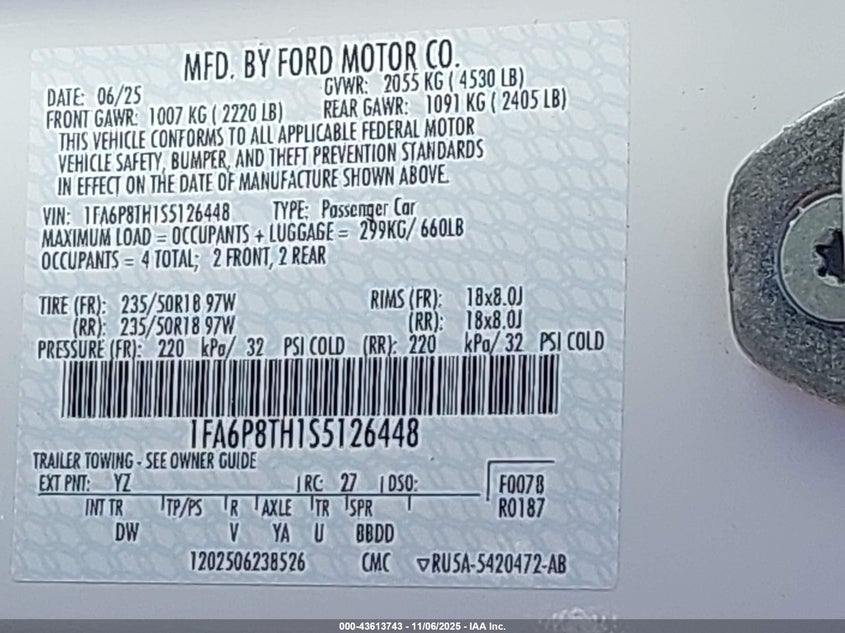 MFD. BY FORD MOTOR CO.
DATE: 06/25 GVWR: 2055 KG ( 4530 LB)
FRONT GAWR: 1007 KG ( 2220 LB) REAR GAWR: 1091 KG ( 2405 LB)
THIS VEHICLE CONFORMS TO ALL APPLICABLE FEDERAL MOTOR
VEHICLE SAFETY, BUMPER, AND THEFT PREVENTION STANDARDS
IN EFFECT ON THE DATE OF MANUFACTURE SHOWN ABOVE.
VIN: 1FA6P8TH1S5126448 TYPE: Passenger Car
MAXIMUM LOAD = OCCUPANTS + LUGGAGE = 299KG/ 660LB
OCCUPANTS = 4 TOTAL; 2 FRONT, 2 REAR
TIRE (FR): 235/50R18 97W RIMS (FR): 18x8.0J
(RR): 235/50R18 97W (RR): 18x8.0J
PRESSURE (FR): 220 kPa/ 32 PSI COLD (RR): 220 kPa/ 32 PSI COLD
1FA6P8TH1S5126448
TRAILER TOWING - SEE OWNER GUIDE
EXT PNT: YZ RC: 27 DSO: F0078
INT TR TP/PS R AXLE TR SPR R0187
DW V YA U BBDD
1202506238526 CMC ▽RU5A-5420472-AB
000-43613743 - 11/06/2025 - IAA Inc.